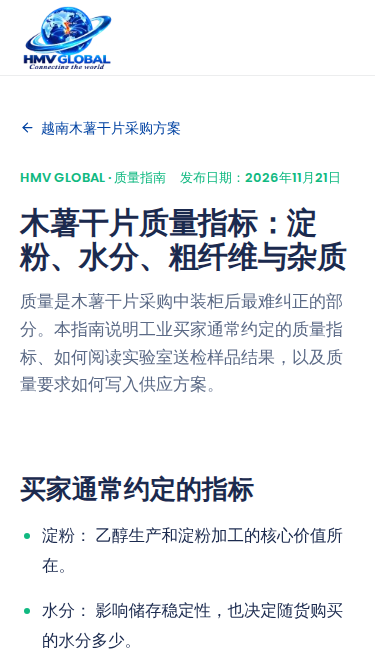 HMV GLOBAL
Connecting the world
← 越南木薯干片采购方案
HMV GLOBAL · 质量指南 发布日期：2026年11月21日
木薯干片质量指标：淀
粉、水分、粗纤维与杂质
质量是木薯干片采购中装柜后最难纠正的部
分。本指南说明工业买家通常约定的质量指
标、如何阅读实验室送检样品结果，以及质
量要求如何写入供应方案。
买家通常约定的指标
淀粉： 乙醇生产和淀粉加工的核心价值所
在。
水分： 影响储存稳定性，也决定随货购买
的水分多少。